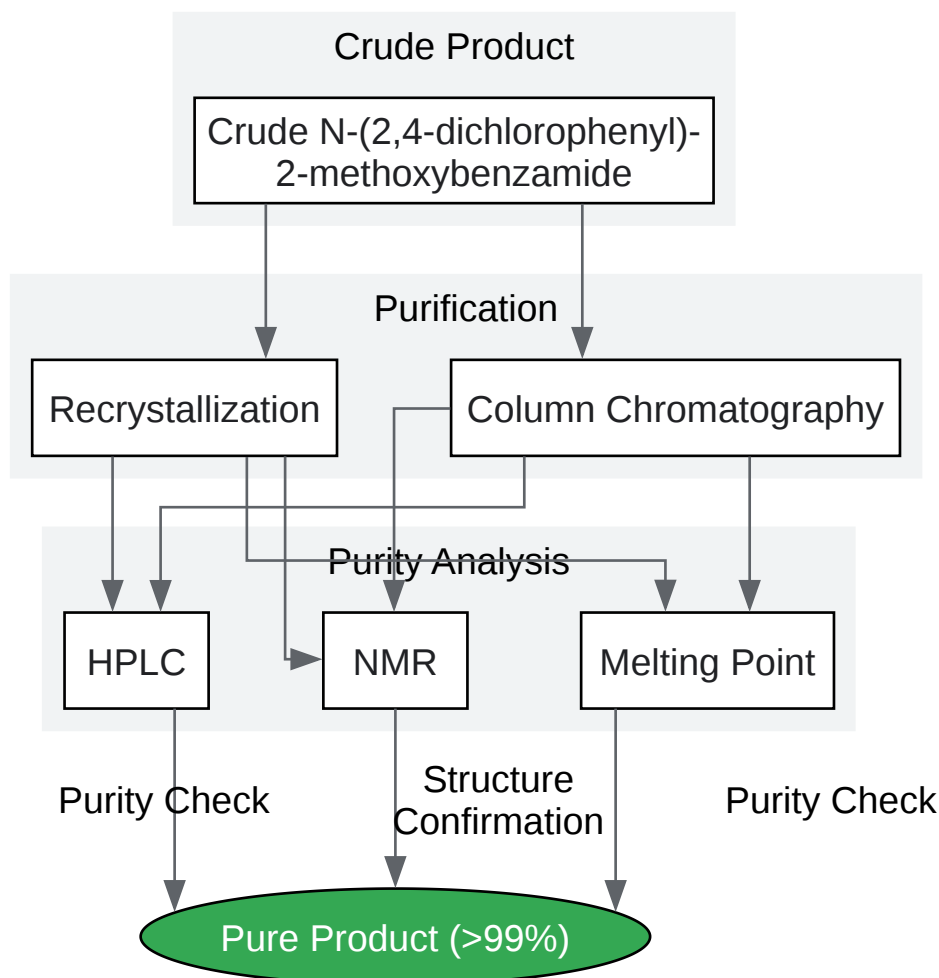 Crude Product
Crude N-(2,4-dichlorophenyl)-
2-methoxybenzamide
Purification
Recrystallization
Column Chromatography
Purity Analysis
HPLC
NMR
Melting Point
Purity Check
Structure
Confirmation
Purity Check
Pure Product (>99%)